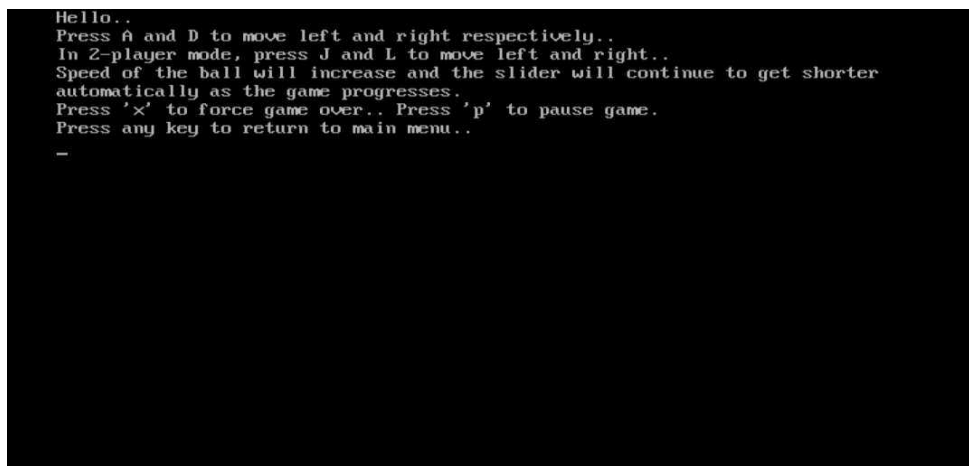 Hello..
Press A and D to move left and right respectively..
In 2-player mode, press J and L to move left and right..
Speed of the ball will increase and the slider will continue to get shorter
automatically as the game progresses.
Press 'x' to force game over.. Press 'p' to pause game.
Press any key to return to main menu..
_